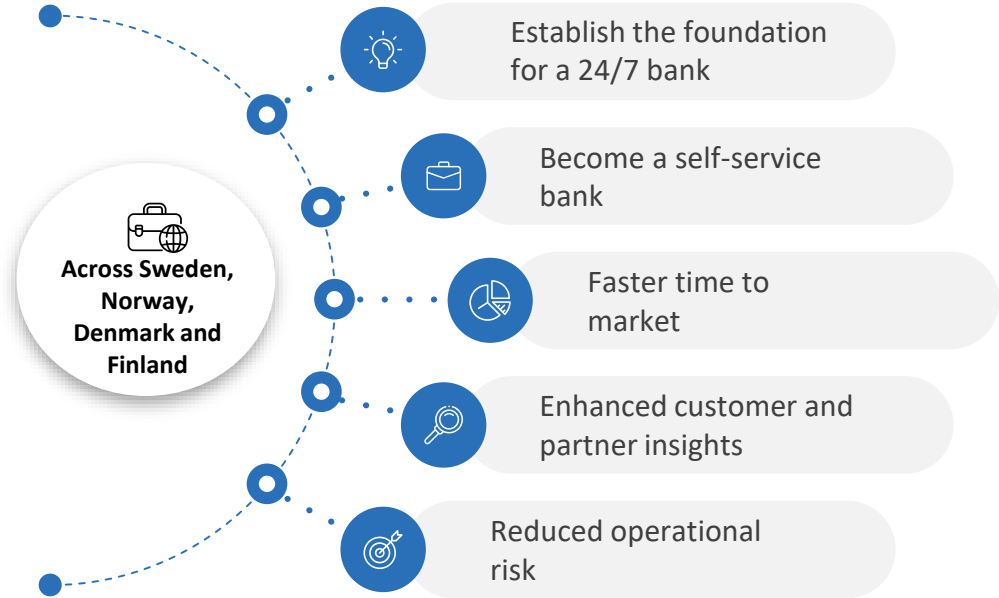 Across Sweden,
Norway,
Denmark and
Finland
Establish the foundation
for a 24/7 bank
Become a self-service
bank
Faster time to
market
Enhanced customer and
partner insights
Reduced operational
risk